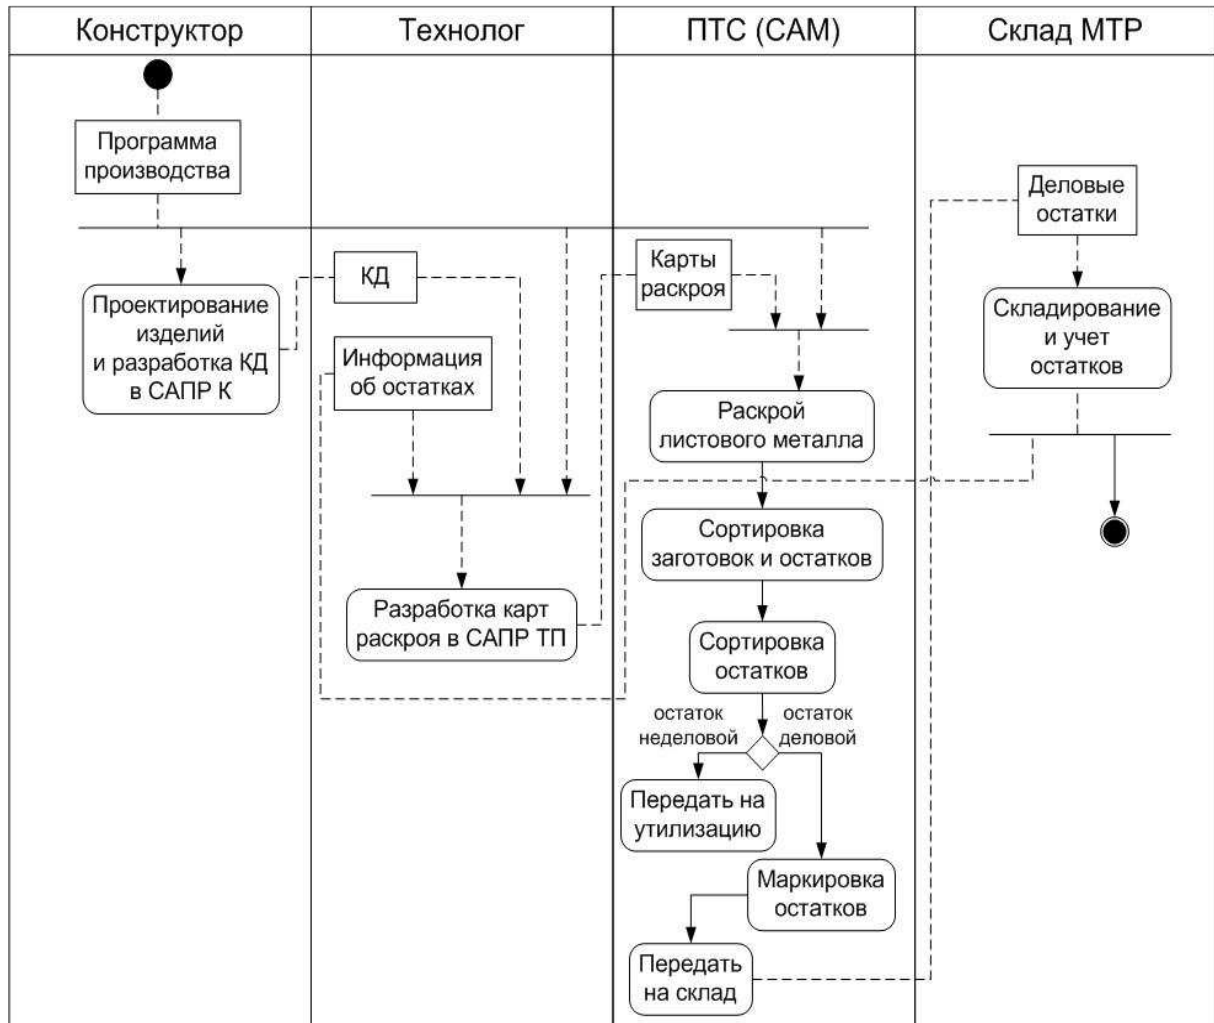 Конструктор
Технолог
ПТС (САМ)
Склад МТР
Программа
производства
Деловые
остатки
КД
Карты
раскроя
Проектирование
изделий
и разработка КД
в САПР К
Складирование
и учет
остатков
Информация
об остатках
Раскрой
листового металла
Сортировка
заготовок и остатков
Разработка карт
раскроя в САПР ТП
Сортировка
остатков
остаток
неделовой
остаток
деловой
Передать на
утилизацию
Маркировка
остатков
Передать
на склад